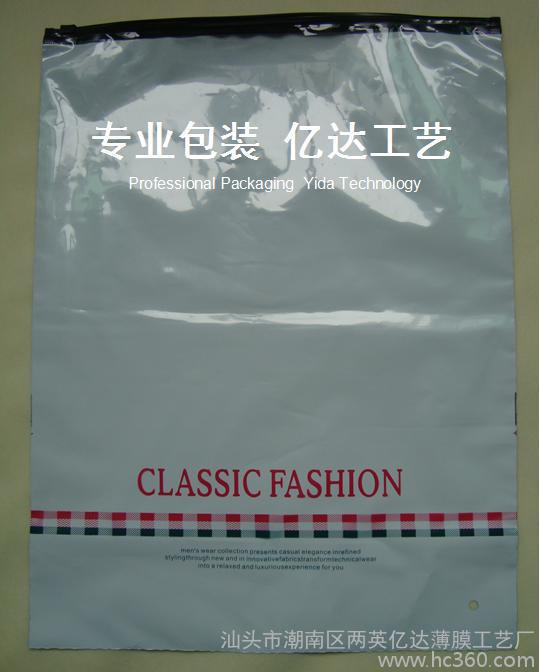 专业包装 亿达工艺
Professional Packaging Yida Technology
CLASSIC FASHION
men's wear collection presents casual elegance inrefined
stylingthrough new and in innovativefabricstransformtechnicalwear
into a relaxed and luxuriousexperience for you
汕头市潮南区两英亿达薄膜工艺厂
www.hc360.com